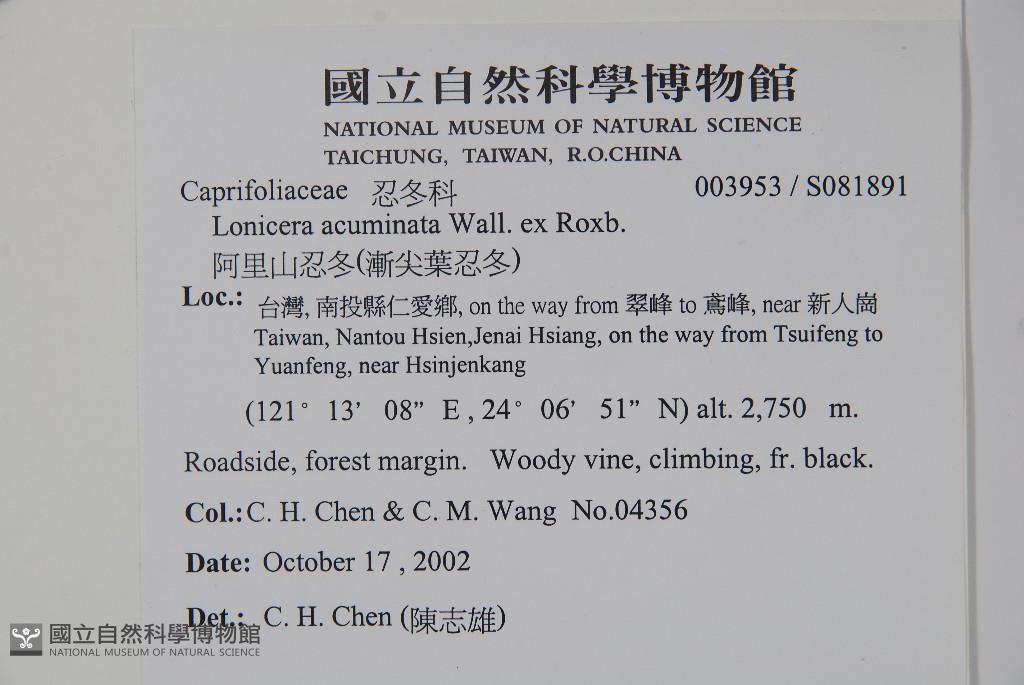 國立自然科學博物館
NATIONAL MUSEUM OF NATURAL SCIENCE
TAICHUNG, TAIWAN, R.O.CHINA
Caprifoliaceae 忍冬科 003953 / S081891
Lonicera acuminata Wall. ex Roxb.
阿里山忍冬(漸尖葉忍冬)
Loc.: 台灣, 南投縣仁愛鄉, on the way from 翠峰 to 鳶峰, near 新人崗
Taiwan, Nantou Hsien,Jenai Hsiang, on the way from Tsuifeng to
Yuanfeng, near Hsinjenkang
(121° 13’ 08” E , 24° 06’ 51” N) alt. 2,750 m.
Roadside, forest margin. Woody vine, climbing, fr. black.
Col.: C. H. Chen & C. M. Wang No.04356
Date: October 17 , 2002
Det.: C. H. Chen (陳志雄)
國立自然科學博物館
NATIONAL MUSEUM OF NATURAL SCIENCE